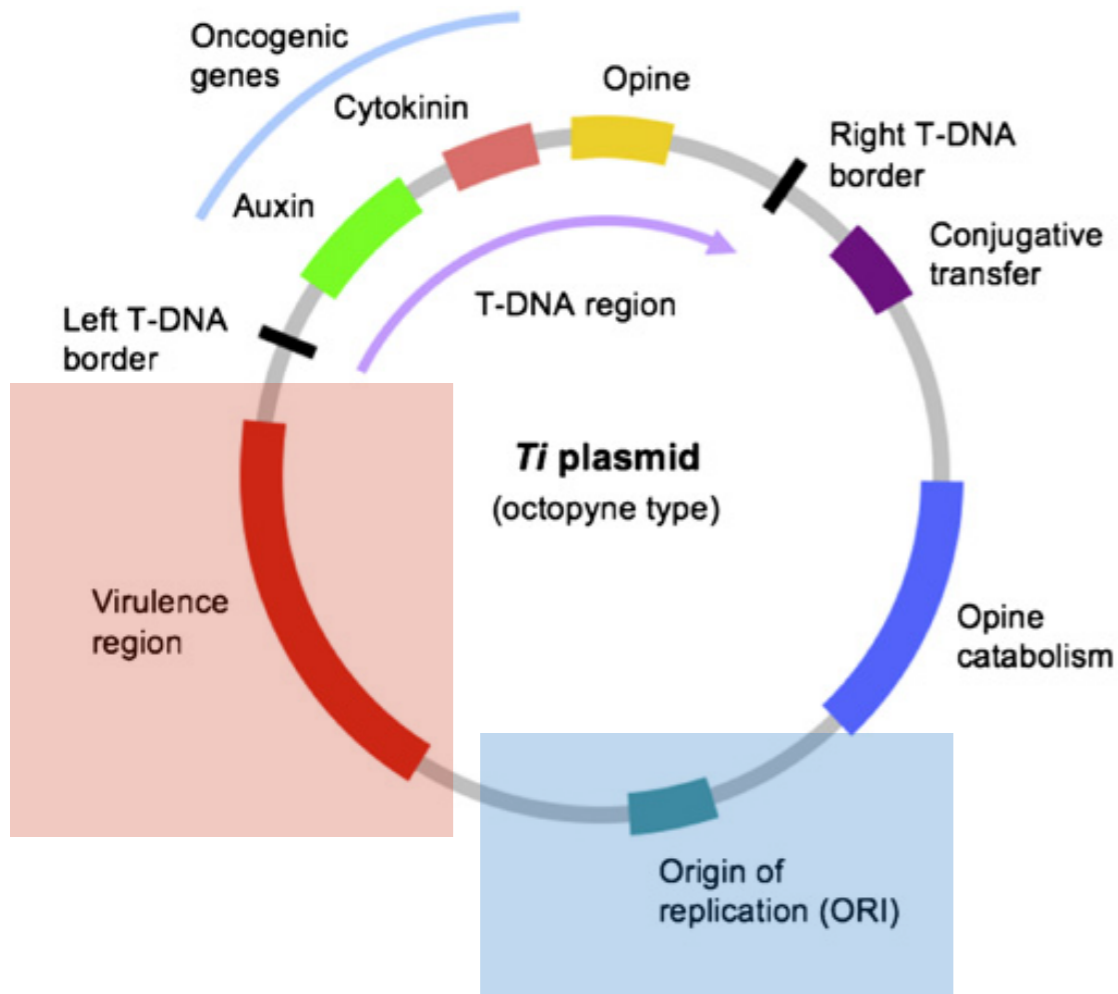 Oncogenic
genes
Cytokinin
Opine
Right T-DNA
border
Auxin
Conjugative
transfer
T-DNA region
Left T-DNA
border
Ti plasmid
(octopyne type)
Virulence
region
Opine
catabolism
Origin of
replication (ORI)